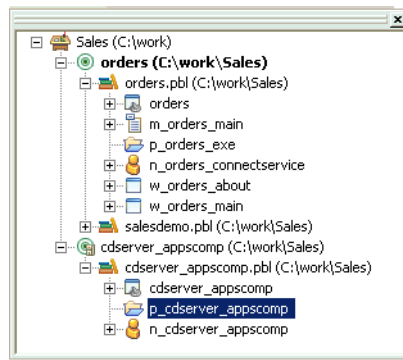 Sales (C:\work)
orders (C:\work\Sales)
orders.pbl (C:\work\Sales)
orders
m_orders_main
p_orders_exe
n_orders_connectservice
w_orders_about
w_orders_main
salesdemo.pbl (C:\work\Sales)
cdserver_appscomp (C:\work\Sales)
cdserver_appscomp.pbl (C:\work\Sales)
cdserver_appscomp
p_cdserver_appscomp
n_cdserver_appscomp